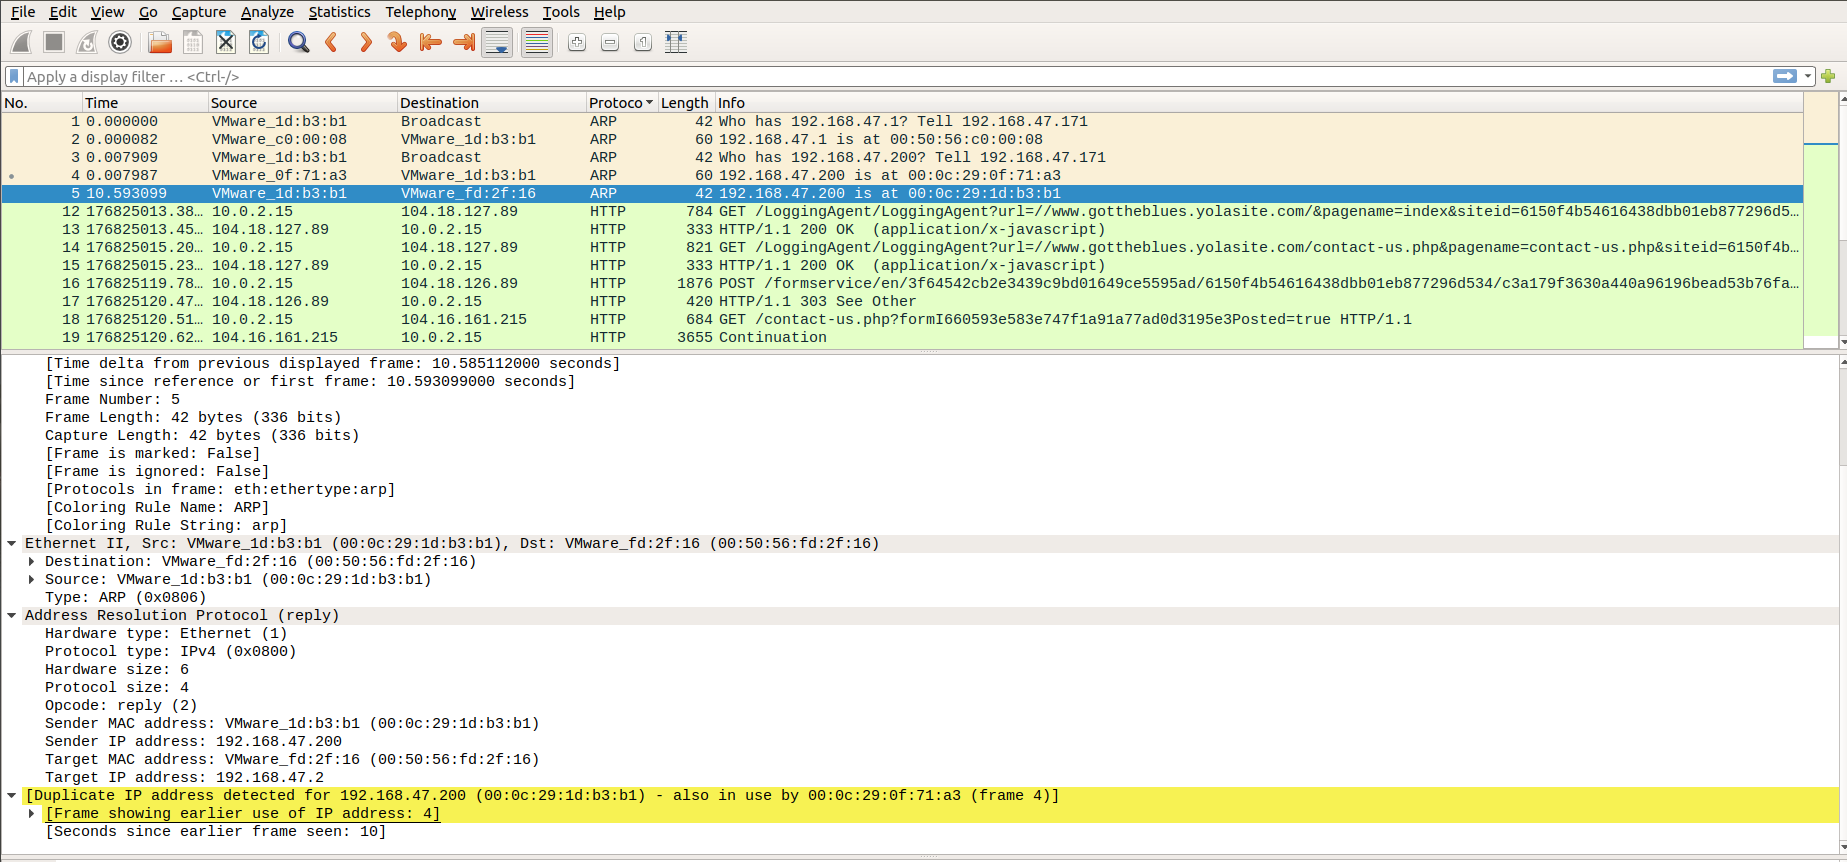 File Edit View Go Capture Analyze Statistics Telephony Wireless Tools Help
Apply a display filter … <Ctrl-/>
No. Time Source Destination Protoco Length Info
1 0.000000 VMware_1d:b3:b1 Broadcast ARP 42 Who has 192.168.47.1? Tell 192.168.47.171
2 0.000082 VMware_c0:00:08 VMware_1d:b3:b1 ARP 60 192.168.47.1 is at 00:50:56:c0:00:08
3 0.007909 VMware_1d:b3:b1 Broadcast ARP 42 Who has 192.168.47.200? Tell 192.168.47.171
4 0.007987 VMware_0f:71:a3 VMware_1d:b3:b1 ARP 60 192.168.47.200 is at 00:0c:29:0f:71:a3
5 10.593099 VMware_1d:b3:b1 VMware_fd:2f:16 ARP 42 192.168.47.200 is at 00:0c:29:1d:b3:b1
12 176825013.38… 10.0.2.15 104.18.127.89 HTTP 784 GET /LoggingAgent/LoggingAgent?url=//www.gottheblues.yolasite.com/&pagename=index&siteid=6150f4b54616438dbb01eb877296d5…
13 176825013.45… 104.18.127.89 10.0.2.15 HTTP 333 HTTP/1.1 200 OK  (application/x-javascript)
14 176825015.20… 10.0.2.15 104.18.127.89 HTTP 821 GET /LoggingAgent/LoggingAgent?url=//www.gottheblues.yolasite.com/contact-us.php&pagename=contact-us.php&siteid=6150f4b…
15 176825015.23… 104.18.127.89 10.0.2.15 HTTP 333 HTTP/1.1 200 OK  (application/x-javascript)
16 176825119.78… 10.0.2.15 104.18.126.89 HTTP 1876 POST /formservice/en/3f64542cb2e3439c9bd01649ce5595ad/6150f4b54616438dbb01eb877296d534/c3a179f3630a440a96196bead53b76fa…
17 176825120.47… 104.18.126.89 10.0.2.15 HTTP 420 HTTP/1.1 303 See Other
18 176825120.51… 10.0.2.15 104.16.161.215 HTTP 684 GET /contact-us.php?formI660593e583e747f1a91a77ad0d3195e3Posted=true HTTP/1.1
19 176825120.62… 104.16.161.215 10.0.2.15 HTTP 3655 Continuation
[Time delta from previous displayed frame: 10.585112000 seconds]
[Time since reference or first frame: 10.593099000 seconds]
Frame Number: 5
Frame Length: 42 bytes (336 bits)
Capture Length: 42 bytes (336 bits)
[Frame is marked: False]
[Frame is ignored: False]
[Protocols in frame: eth:ethertype:arp]
[Coloring Rule Name: ARP]
[Coloring Rule String: arp]
Ethernet II, Src: VMware_1d:b3:b1 (00:0c:29:1d:b3:b1), Dst: VMware_fd:2f:16 (00:50:56:fd:2f:16)
Destination: VMware_fd:2f:16 (00:50:56:fd:2f:16)
Source: VMware_1d:b3:b1 (00:0c:29:1d:b3:b1)
Type: ARP (0x0806)
Address Resolution Protocol (reply)
Hardware type: Ethernet (1)
Protocol type: IPv4 (0x0800)
Hardware size: 6
Protocol size: 4
Opcode: reply (2)
Sender MAC address: VMware_1d:b3:b1 (00:0c:29:1d:b3:b1)
Sender IP address: 192.168.47.200
Target MAC address: VMware_fd:2f:16 (00:50:56:fd:2f:16)
Target IP address: 192.168.47.2
[Duplicate IP address detected for 192.168.47.200 (00:0c:29:1d:b3:b1) - also in use by 00:0c:29:0f:71:a3 (frame 4)]
[Frame showing earlier use of IP address: 4]
[Seconds since earlier frame seen: 10]